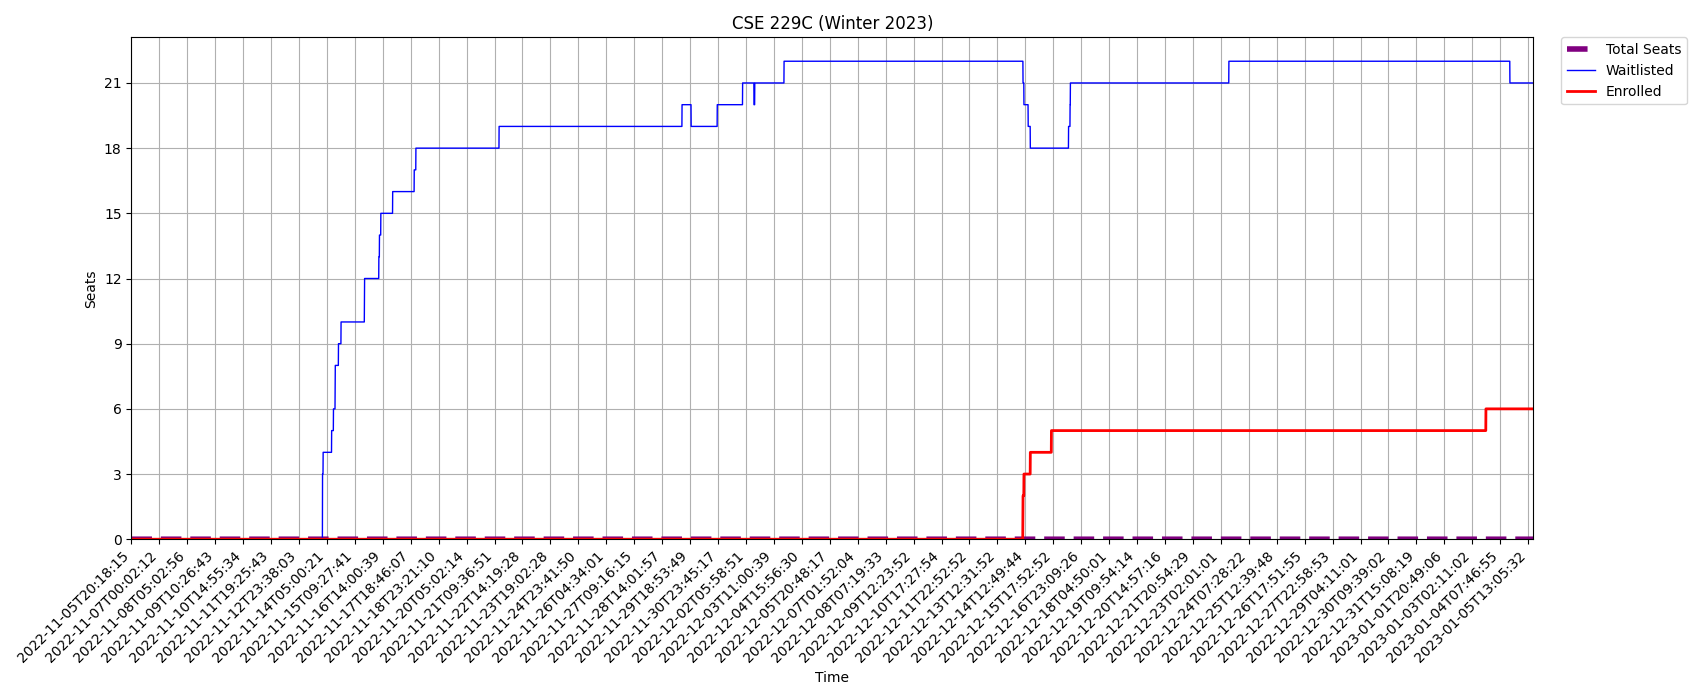 CSE 229C (Winter 2023)
Total Seats
Waitlisted
Enrolled
Seats
21
18
15
12
9
6
3
0
2022-11-05T20:18:15
2022-11-07T00:02:12
2022-11-08T05:02:56
2022-11-09T10:26:43
2022-11-10T14:55:34
2022-11-11T19:25:43
2022-11-12T23:38:03
2022-11-14T05:00:21
2022-11-15T09:27:41
2022-11-16T14:00:39
2022-11-17T18:46:07
2022-11-18T23:21:10
2022-11-20T05:02:14
2022-11-21T09:36:51
2022-11-22T14:19:28
2022-11-23T19:02:28
2022-11-24T23:41:50
2022-11-26T04:34:01
2022-11-27T09:16:15
2022-11-28T14:01:57
2022-11-29T18:53:49
2022-11-30T23:45:17
2022-12-02T05:58:51
2022-12-03T11:00:39
2022-12-04T15:56:30
2022-12-05T20:48:17
2022-12-07T01:52:04
2022-12-08T07:19:33
2022-12-09T12:23:52
2022-12-10T17:27:54
2022-12-11T22:52:52
2022-12-13T12:31:52
2022-12-14T12:49:44
2022-12-15T17:52:52
2022-12-16T23:09:26
2022-12-18T04:50:01
2022-12-19T09:54:14
2022-12-20T14:57:16
2022-12-21T20:54:29
2022-12-23T02:01:01
2022-12-24T07:28:22
2022-12-25T12:39:48
2022-12-26T17:51:55
2022-12-27T22:58:53
2022-12-29T04:11:01
2022-12-30T09:39:02
2022-12-31T15:08:19
2023-01-01T20:49:06
2023-01-03T02:11:02
2023-01-04T07:46:55
2023-01-05T13:05:32
Time